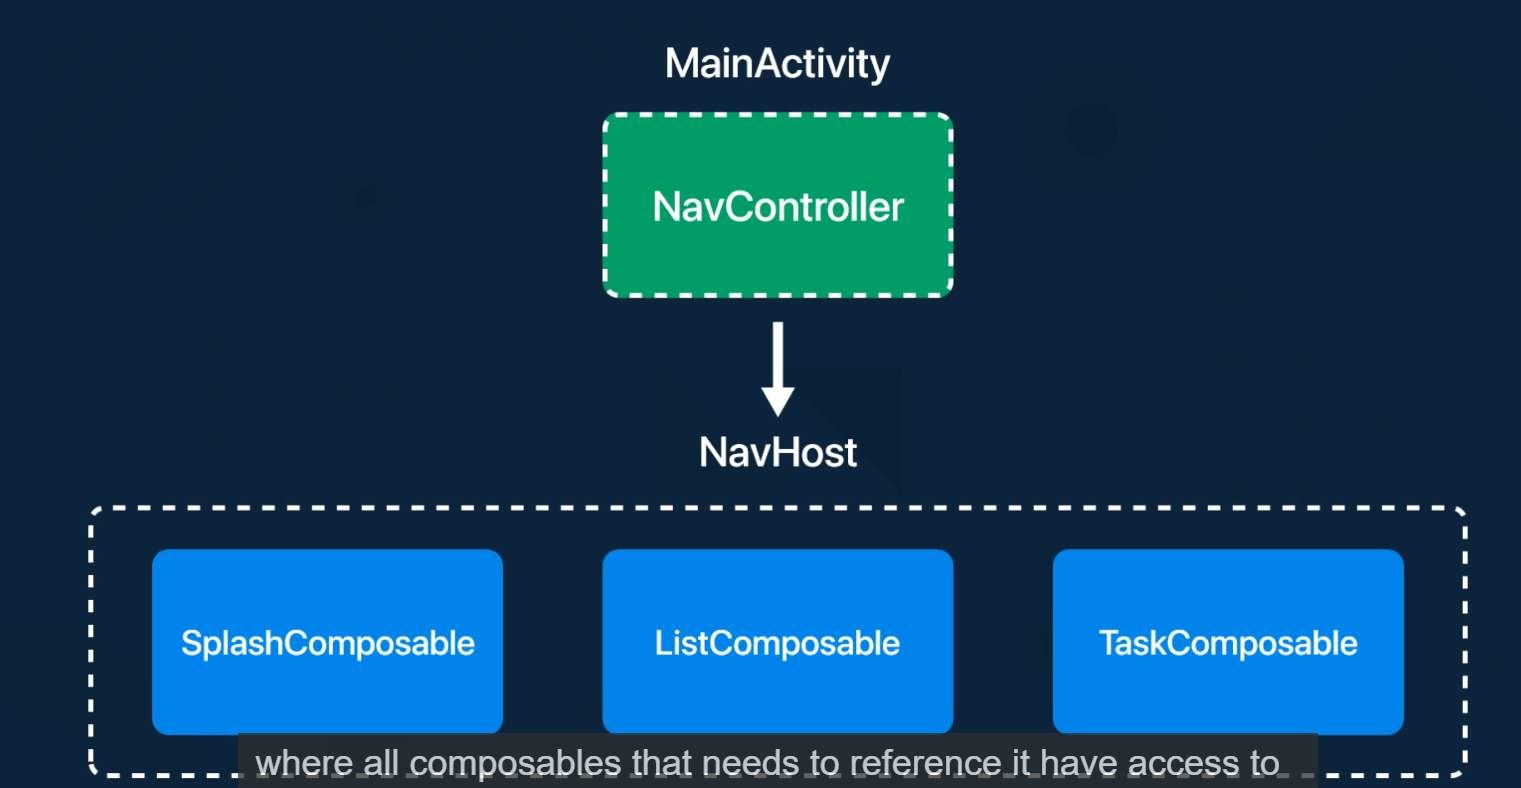 MainActivity
NavController
NavHost
SplashComposable
ListComposable
TaskComposable
where all composables that needs to reference it have access to